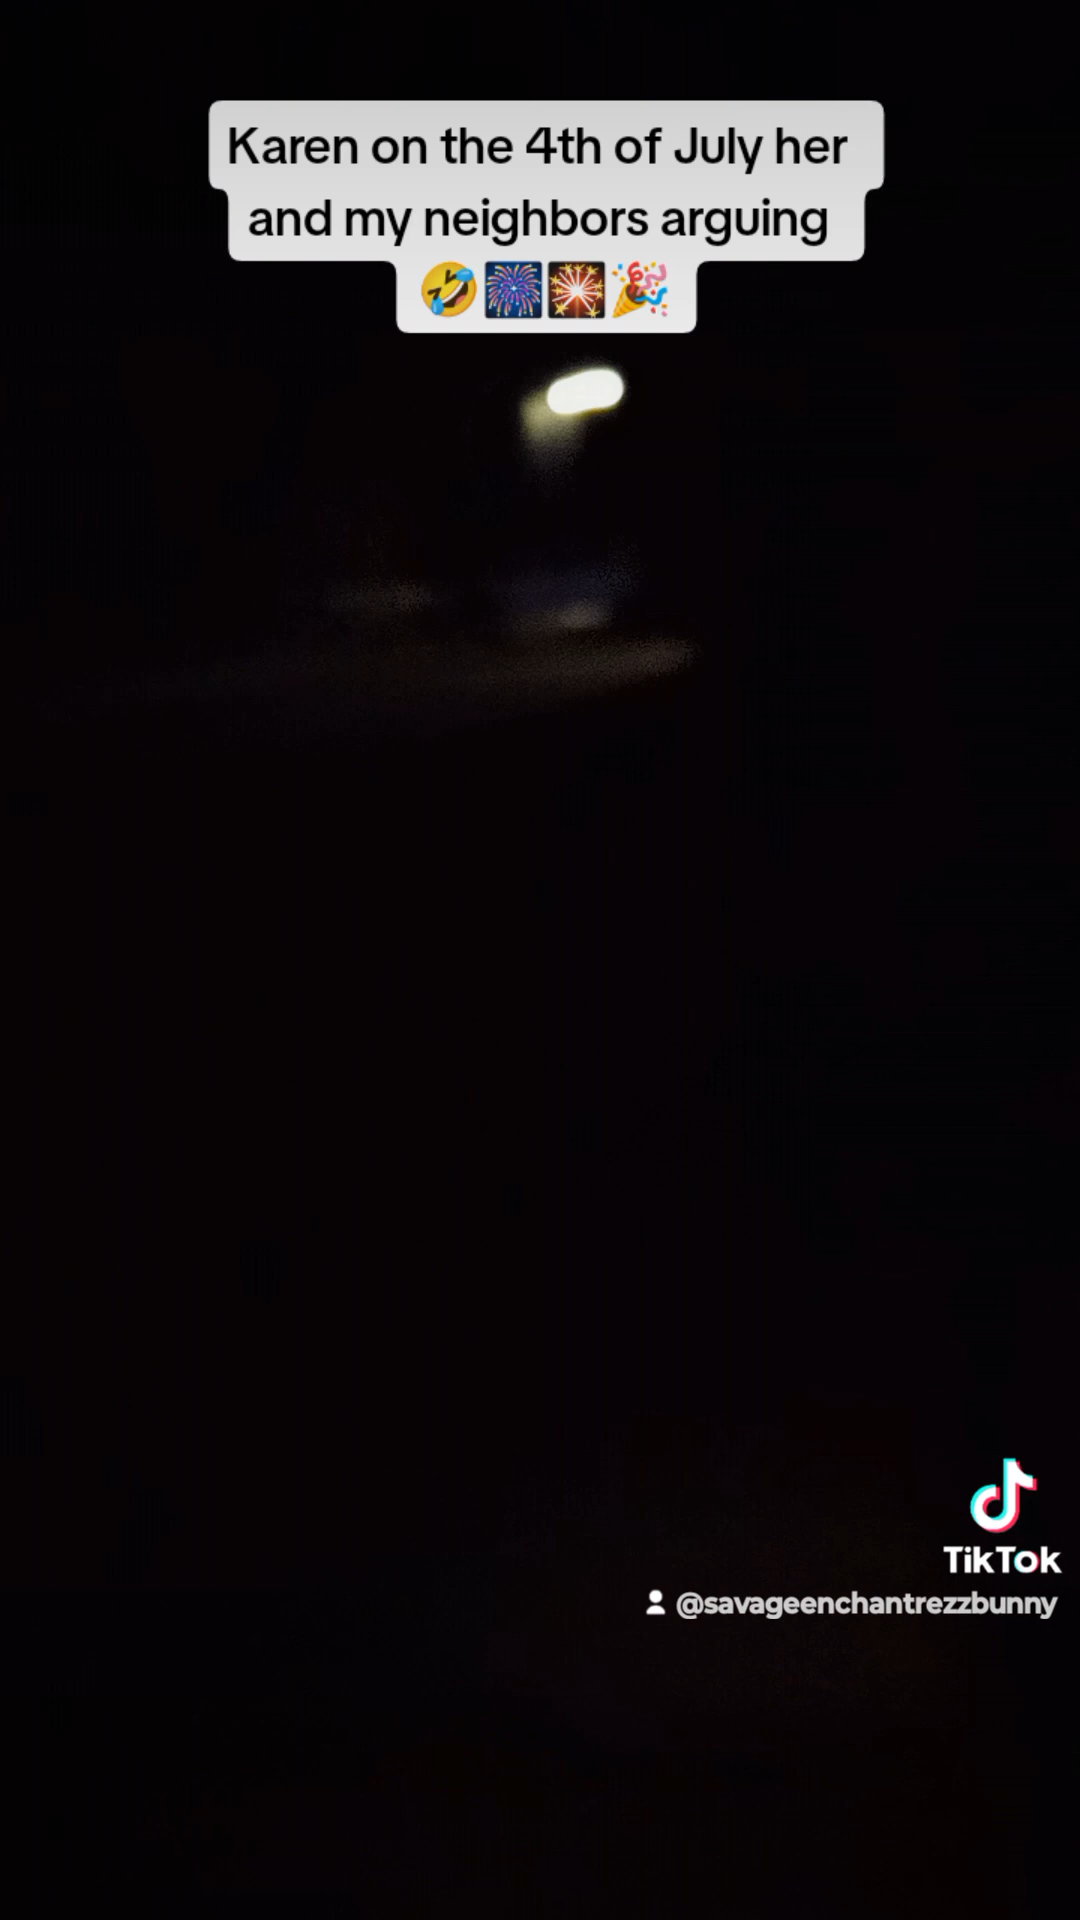 Karen on the 4th of July her
and my neighbors arguing
🤣🎆🎇🎉
TikTok
@savageenchantrezzbunny